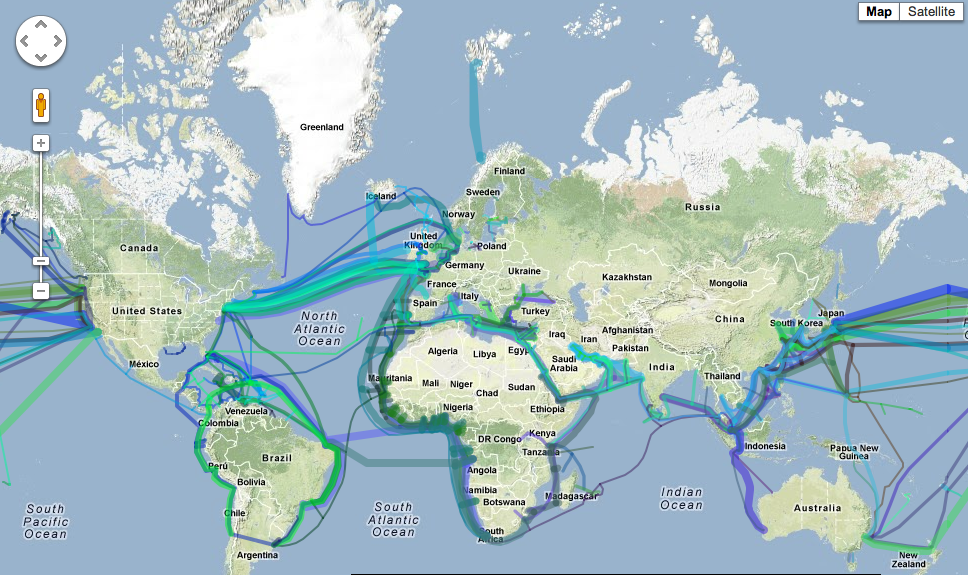 Map Satellite
Greenland
Finland
Iceland
Sweden
Norway
Russia
Canada
United
Kingdom
Poland
Germany
Ukraine
Kazakhstan
Mongolia
France
Italy
Spain
Turkey
United States
North
Atlantic
Ocean
Japan
South Korea
China
Iraq
Iran
Afghanistan
Pakistan
Algeria
Libya
Egypt
Saudi
Arabia
India
México
Mauritania
Mali
Niger
Chad
Sudan
Thailand
Nigeria
Ethiopia
Venezuela
Colombia
DR Congo
Kenya
Tanzania
Indonesia
Papua New
Guinea
Perú
Brazil
Angola
Bolivia
Namibia
Botswana
Madagascar
Indian
Ocean
Australia
South
Pacific
Ocean
South
Atlantic
Ocean
Chile
South
Africa
Argentina
New
Zealand